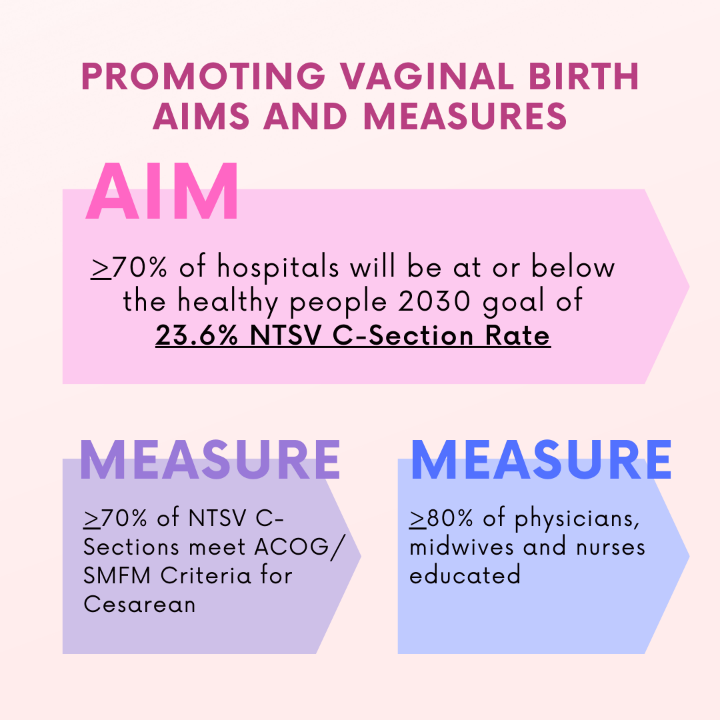 PROMOTING VAGINAL BIRTH
AIMS AND MEASURES
AIM
≥70% of hospitals will be at or below
the healthy people 2030 goal of
23.6% NTSV C-Section Rate
MEASURE
≥70% of NTSV C-
Sections meet ACOG/
SMFM Criteria for
Cesarean
MEASURE
≥80% of physicians,
midwives and nurses
educated